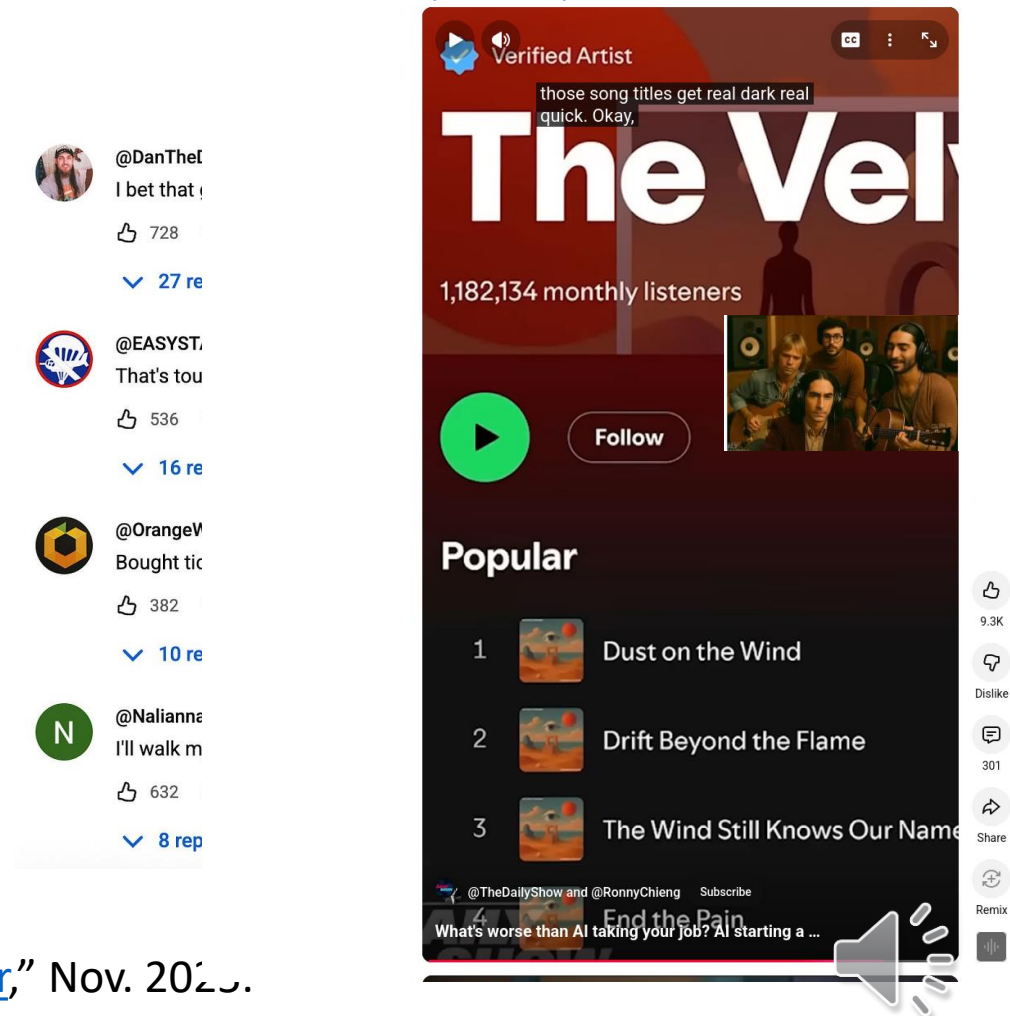 @DanTheD
I bet that
728
27 re
@EASYST
That's tou
536
16 re
@OrangeW
Bought tic
382
10 re
@Nalianna
I'll walk m
N
632
8 rep
r," Nov.
Verified Artist
CC
those song titles get real dark real
quick. Okay,
The Vel
1,182,134 monthly listeners
Follow
Popular
1 Dust on the Wind
2 Drift Beyond the Flame
3 The Wind Still Knows Our Name
4 End the Pain
@TheDailyShow and @RonnyChieng Subscribe
What's worse than AI taking your job? AI starting a ...
DAILY
SHOW
9.3K
Dislike
301
Share
Remix